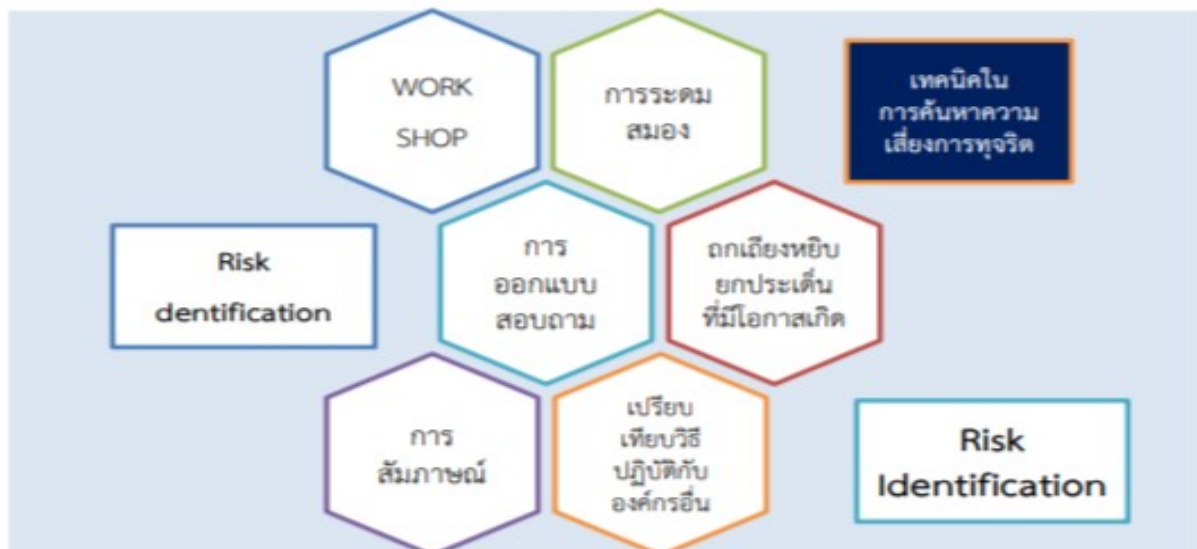 WORK
SHOP
การระดม
สมอง
เทคนิคใน
การค้นหาความ
เสี่ยงการทุจริต
Risk
dentification
การ
ออกแบบ
สอบถาม
ถกเถียงหยิบ
ยกประเด็น
ที่มีโอกาสเกิด
การ
สัมภาษณ์
เปรียบ
เทียบวิธี
ปฏิบัติกับ
องค์กรอื่น
Risk
Identification